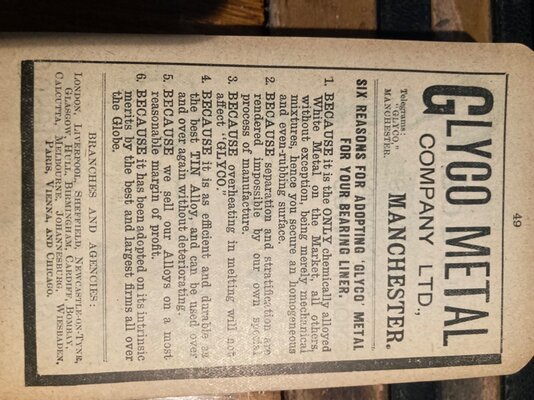 49
GLYCO METAL
COMPANY LTD.,
Telegrams:
"GLYCO,"
MANCHESTER.
MANCHESTER.
SIX REASONS FOR ADOPTING 'GLYCO' METAL
FOR YOUR BEARING LINER.
1. BECAUSE it is the ONLY chemically alloyed
White Metal on the Market, all others,
without exception, being merely mechanical
mixtures, hence you secure an homogeneous
and even-rubbing surface.
2. BECAUSE separation and stratification are
rendered impossible by our own special
process of manufacture.
3. BECAUSE overheating in melting will not
affect "GLYCO."
4. BECAUSE it is as efficient and durable as
the best TIN Alloy, and can be used over
and over again without deteriorating.
5. BECAUSE we sell our Alloys on a most
reasonable margin of profit.
6. BECAUSE it has been adopted on its intrinsic
merits by the best and largest firms all over
the Globe.
BRANCHES AND AGENCIES:
LONDON, LIVERPOOL, SHEFFIELD, NEWCASTLE-ON-TYNE,
GLASGOW, HULL, BIRMINGHAM, CARDIFF, BOMBAY,
CALCUTTA, MELBOURNE, JOHANNESBURG, WIESBADEN,
PARIS, VIENNA, AND CHICAGO.